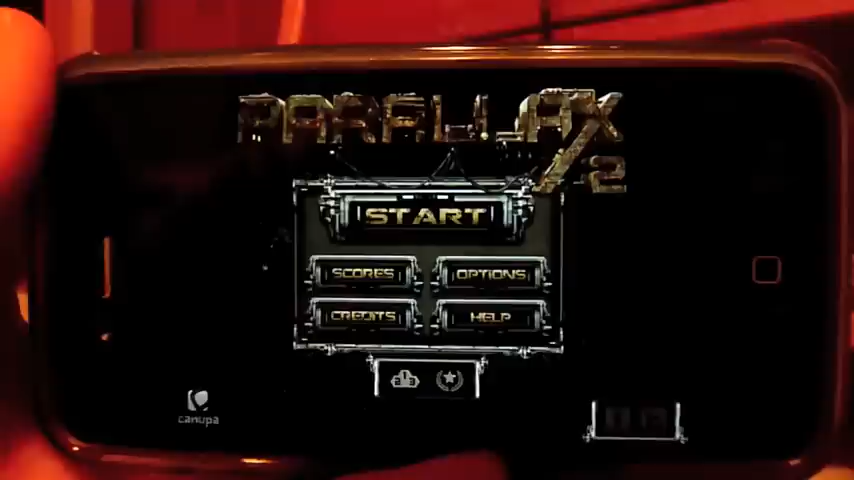 PARALLAX
2
START
SCORES OPTIONS
CREDITS HELP
canupa